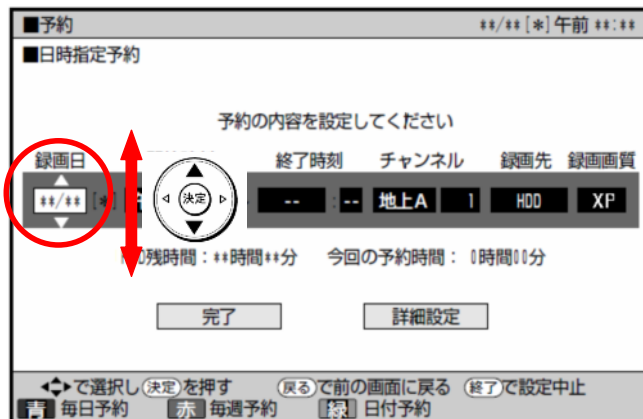 ■予約 **/**[*]午前 **:**
■日時指定予約
予約の内容を設定してください
録画日 終了時刻 チャンネル 録画先 録画画質
**/** [*] 決定 -- : -- 地上A 1 HDD XP
残時間：**時間**分 今回の予約時間： 0時間00分
完了 詳細設定
で選択し 決定 を押す 戻る で前の画面に戻る 終了 で設定中止
青 毎日予約 赤 毎週予約 緑 日付予約